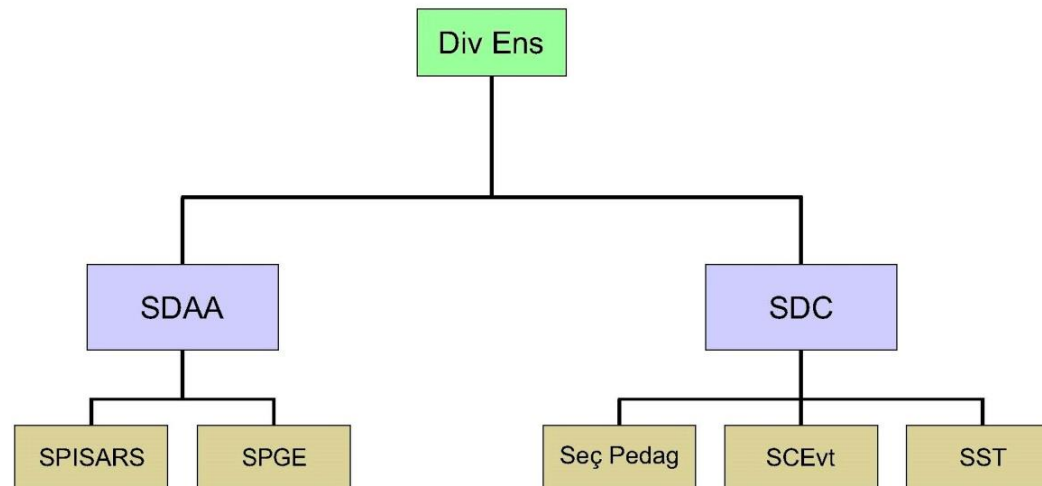 Div Ens
SDAA
SDC
SPISARS
SPGE
Seç Pedag
SCEvt
SST